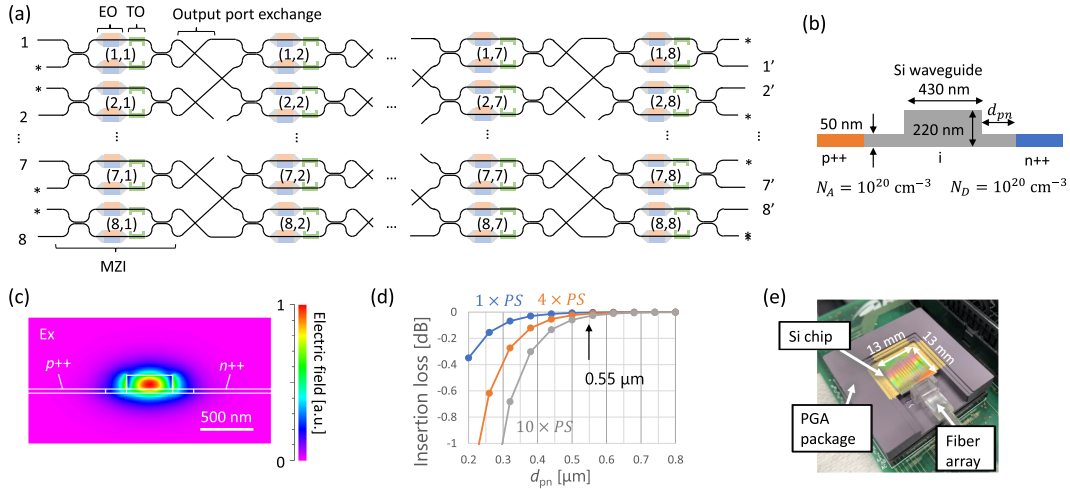 (a)
EO TO Output port exchange
1 (1,1) (1,2) ... (1,7) (1,8) *
* 1’
* 2’
2 (2,1) (2,2) (2,7) (2,8) *
⋮ ⋮ ⋮ ⋮ ⋮ ⋮
7 (7,1) (7,2) (7,7) (7,8) *
* 7’
* 8’
8 (8,1) (8,2) ... (8,7) (8,8) *
MZI
(b)
Si waveguide
430 nm
d_pn
50 nm
220 nm
p++ i n++
N_A = 10^20 cm^−3 N_D = 10^20 cm^−3
(c)
Ex
p++ n++
500 nm
1
0
Electric field [a.u.]
(d)
1 × PS 4 × PS
10 × PS
0.55 µm
Insertion loss [dB]
0
-0.2
-0.4
-0.6
-0.8
-1
0.2 0.3 0.4 0.5 0.6 0.7 0.8
d_pn [µm]
(e)
Si chip
13 mm 13 mm
PGA
package
Fiber
array